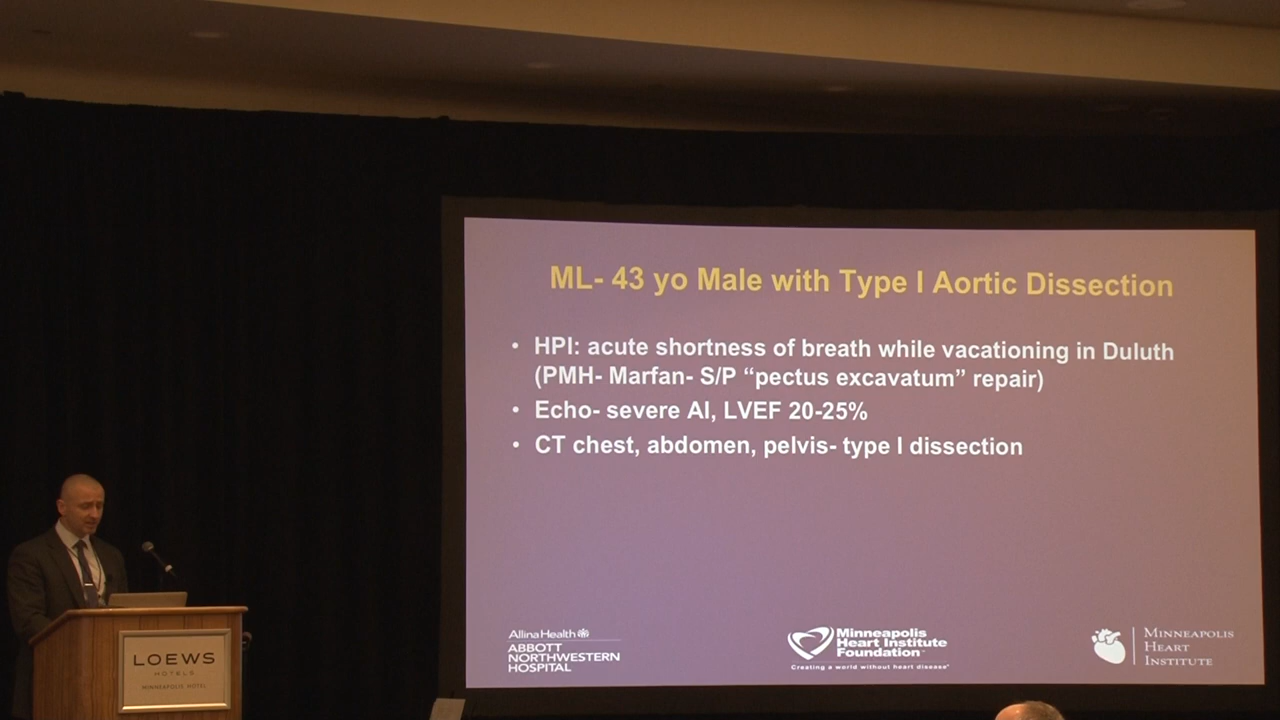 ML- 43 yo Male with Type I Aortic Dissection
• HPI: acute shortness of breath while vacationing in Duluth
(PMH- Marfan- S/P “pectus excavatum” repair)
• Echo- severe AI, LVEF 20-25%
• CT chest, abdomen, pelvis- type I dissection
Allina Health
ABBOTT
NORTHWESTERN
HOSPITAL
Minneapolis
Heart Institute
Foundation
Creating a world without heart disease
MINNEAPOLIS
HEART
INSTITUTE
LOEWS
HOTELS
MINNEAPOLIS HOTEL